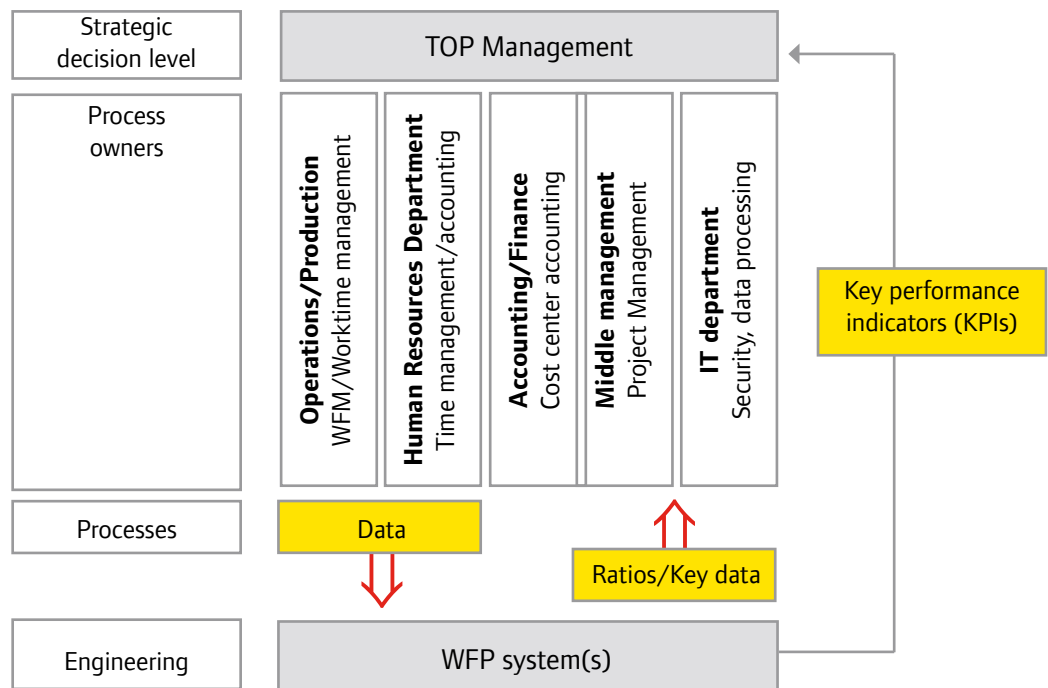 Strategic
decision level
TOP Management
Process
owners
Operations/Production
WFM/Worktime management
Human Resources Department
Time management/accounting
Accounting/Finance
Cost center accounting
Middle management
Project Management
IT department
Security, data processing
Key performance
indicators (KPIs)
Processes
Data
Ratios/Key data
Engineering
WFP system(s)